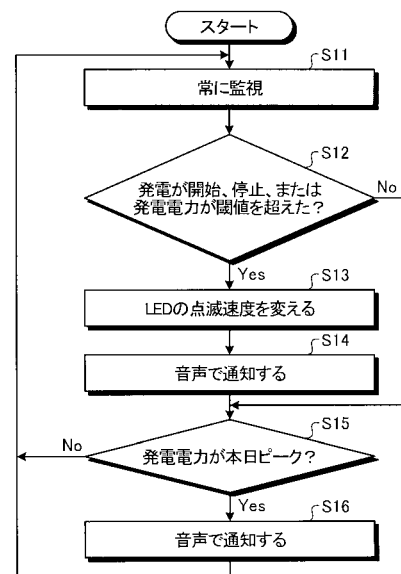 スタート
S11
常に監視
S12
発電が開始、停止、または
発電電力が閾値を超えた？
No
Yes
S13
LEDの点滅速度を変える
S14
音声で通知する
S15
No
発電電力が本日ピーク？
Yes
S16
音声で通知する